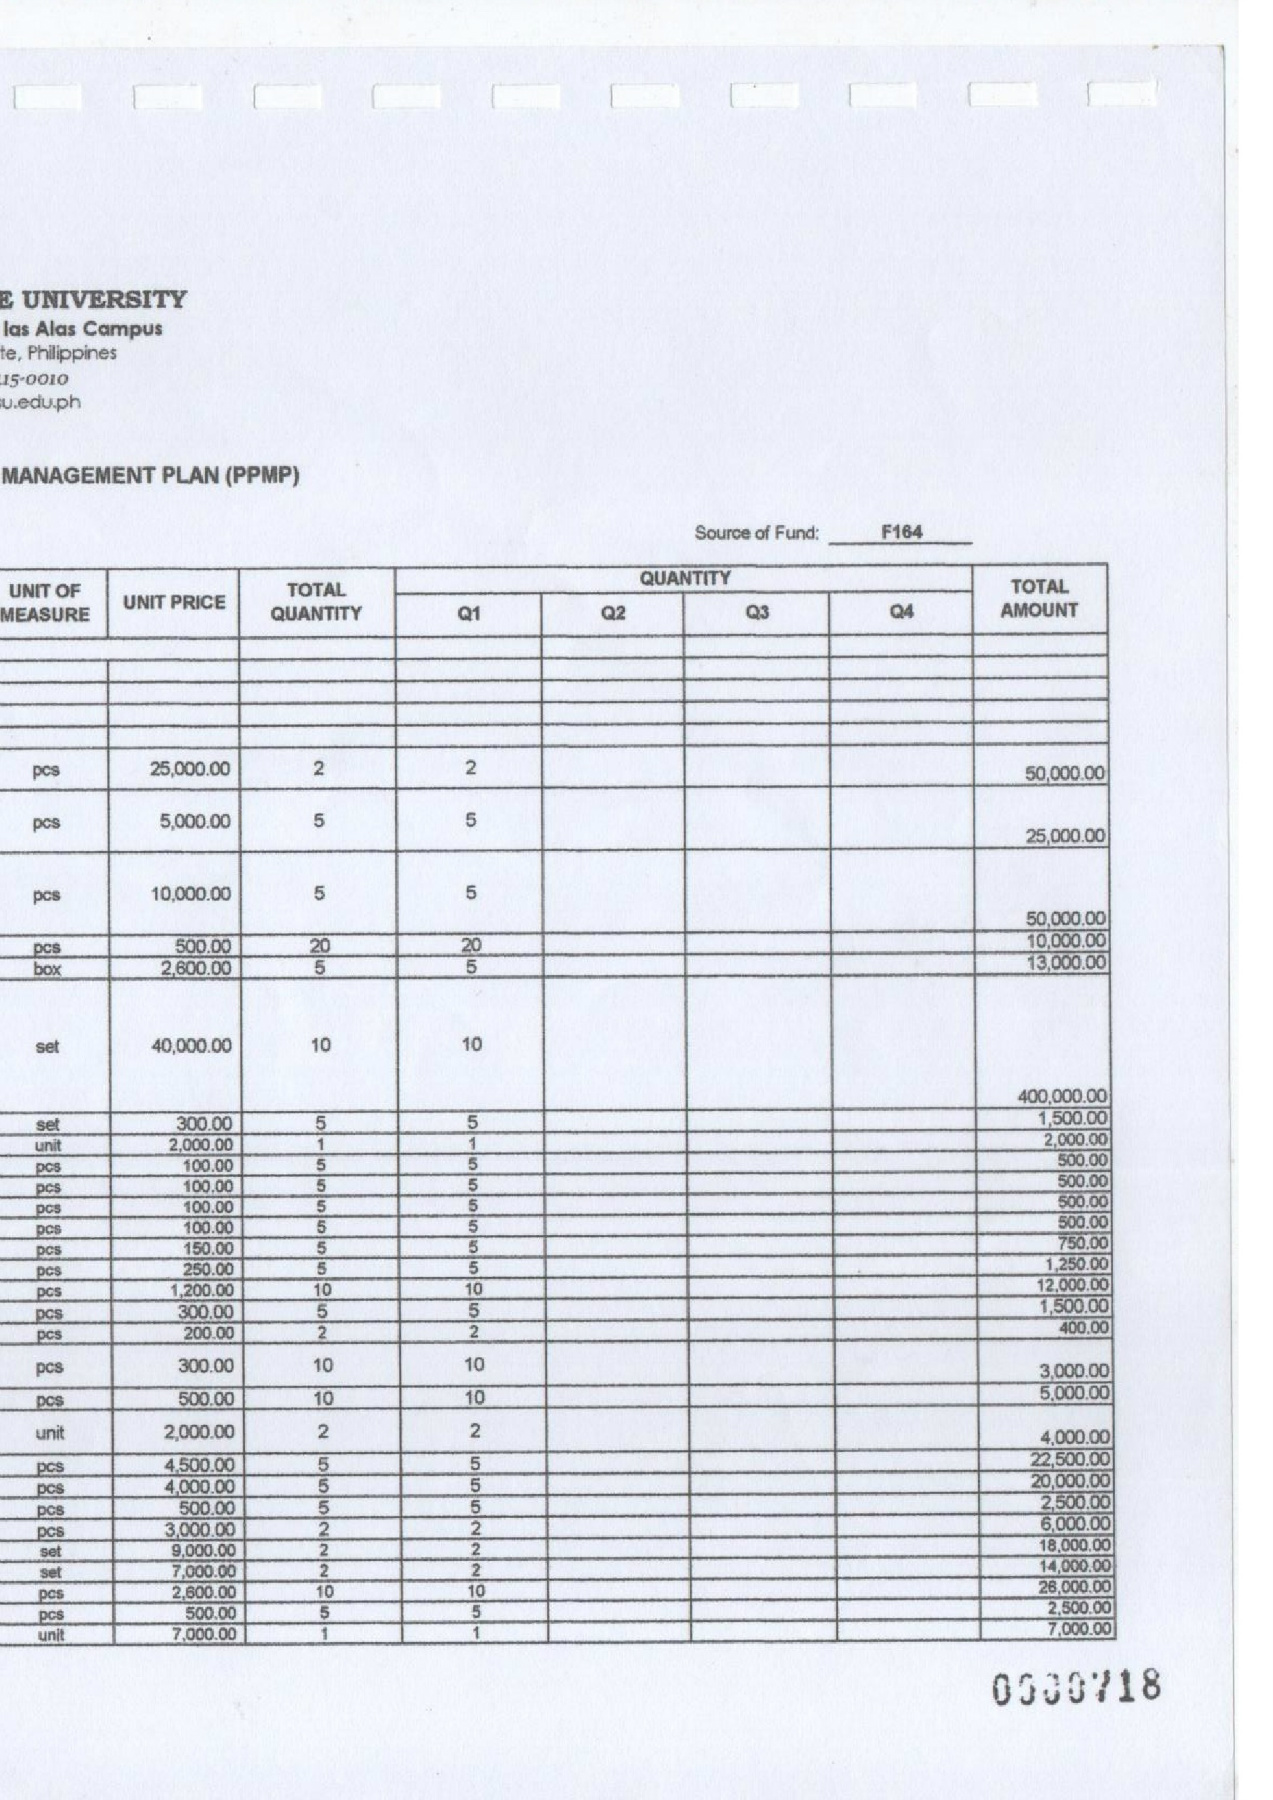 E UNIVERSITY
las Alas Campus
te, Philippines
115-0010
su.edu.ph
MANAGEMENT PLAN (PPMP)
Source of Fund: F164
UNIT OF MEASURE UNIT PRICE TOTAL QUANTITY QUANTITY TOTAL AMOUNT
Q1 Q2 Q3 Q4
pcs 25,000.00 2 2 50,000.00
pcs 5,000.00 5 5 25,000.00
pcs 10,000.00 5 5 50,000.00
pcs 500.00 20 20 10,000.00
box 2,600.00 5 5 13,000.00
set 40,000.00 10 10 400,000.00
set 300.00 5 5 1,500.00
unit 2,000.00 1 1 2,000.00
pcs 100.00 5 5 500.00
pcs 100.00 5 5 500.00
pcs 100.00 5 5 500.00
pcs 100.00 5 5 500.00
pcs 150.00 5 5 750.00
pcs 250.00 5 5 1,250.00
pcs 1,200.00 10 10 12,000.00
pcs 300.00 5 5 1,500.00
pcs 200.00 2 2 400.00
pcs 300.00 10 10 3,000.00
pcs 500.00 10 10 5,000.00
unit 2,000.00 2 2 4,000.00
pcs 4,500.00 5 5 22,500.00
pcs 4,000.00 5 5 20,000.00
pcs 500.00 5 5 2,500.00
pcs 3,000.00 2 2 6,000.00
set 9,000.00 2 2 18,000.00
set 7,000.00 2 2 14,000.00
pcs 2,600.00 10 10 26,000.00
pcs 500.00 5 5 2,500.00
unit 7,000.00 1 1 7,000.00